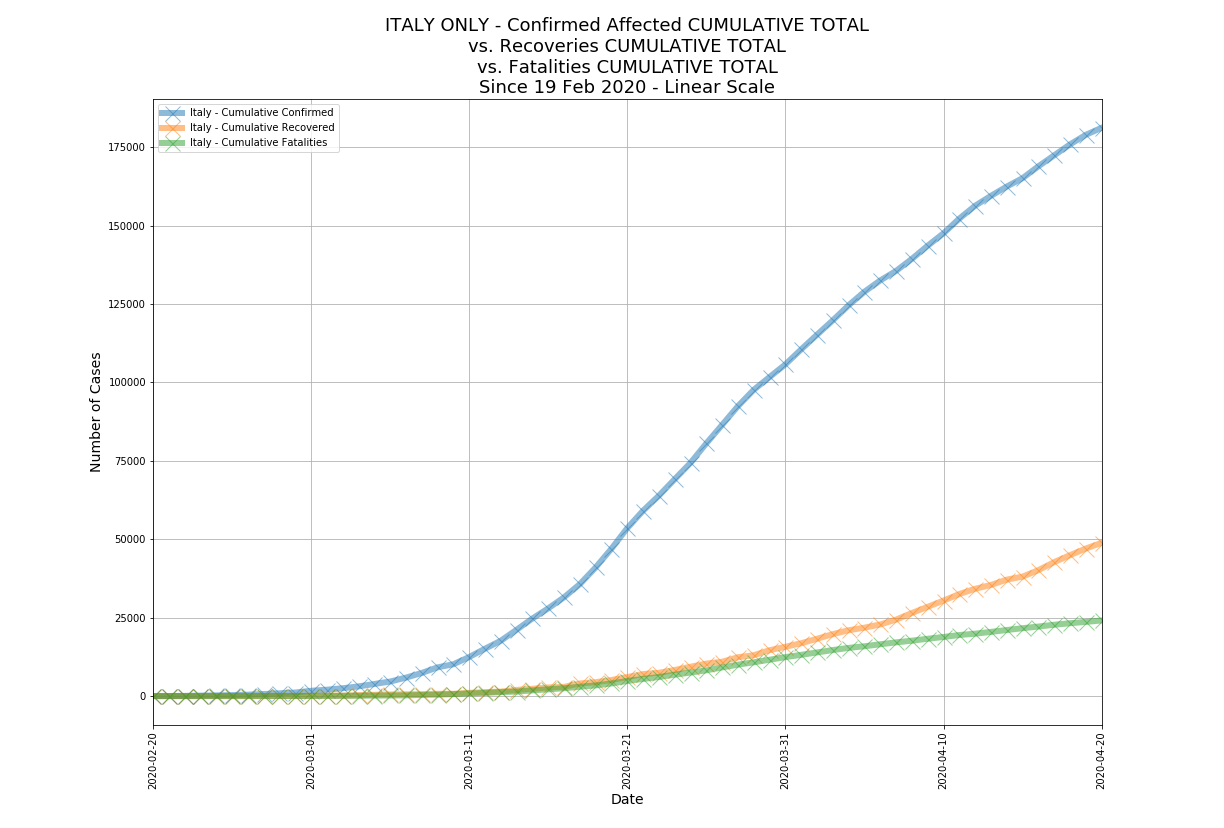 ITALY ONLY - Confirmed Affected CUMULATIVE TOTAL
vs. Recoveries CUMULATIVE TOTAL
vs. Fatalities CUMULATIVE TOTAL
Since 19 Feb 2020 - Linear Scale
Italy - Cumulative Confirmed
Italy - Cumulative Recovered
Italy - Cumulative Fatalities
175000
150000
125000
100000
75000
50000
25000
0
Number of Cases
2020-02-20
2020-03-01
2020-03-11
2020-03-21
2020-03-31
2020-04-10
2020-04-20
Date